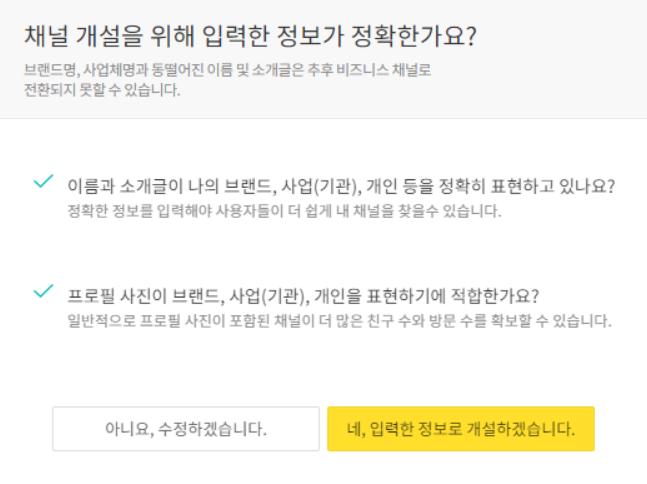 채널 개설을 위해 입력한 정보가 정확한가요?
브랜드명, 사업체명과 동떨어진 이름 및 소개글은 추후 비즈니스 채널로
전환되지 못할 수 있습니다.
이름과 소개글이 나의 브랜드, 사업(기관), 개인 등을 정확히 표현하고 있나요?
정확한 정보를 입력해야 사용자들이 더 쉽게 내 채널을 찾을수 있습니다.
프로필 사진이 브랜드, 사업(기관), 개인을 표현하기에 적합한가요?
일반적으로 프로필 사진이 포함된 채널이 더 많은 친구 수와 방문 수를 확보할 수 있습니다.
아니요, 수정하겠습니다.
네, 입력한 정보로 개설하겠습니다.